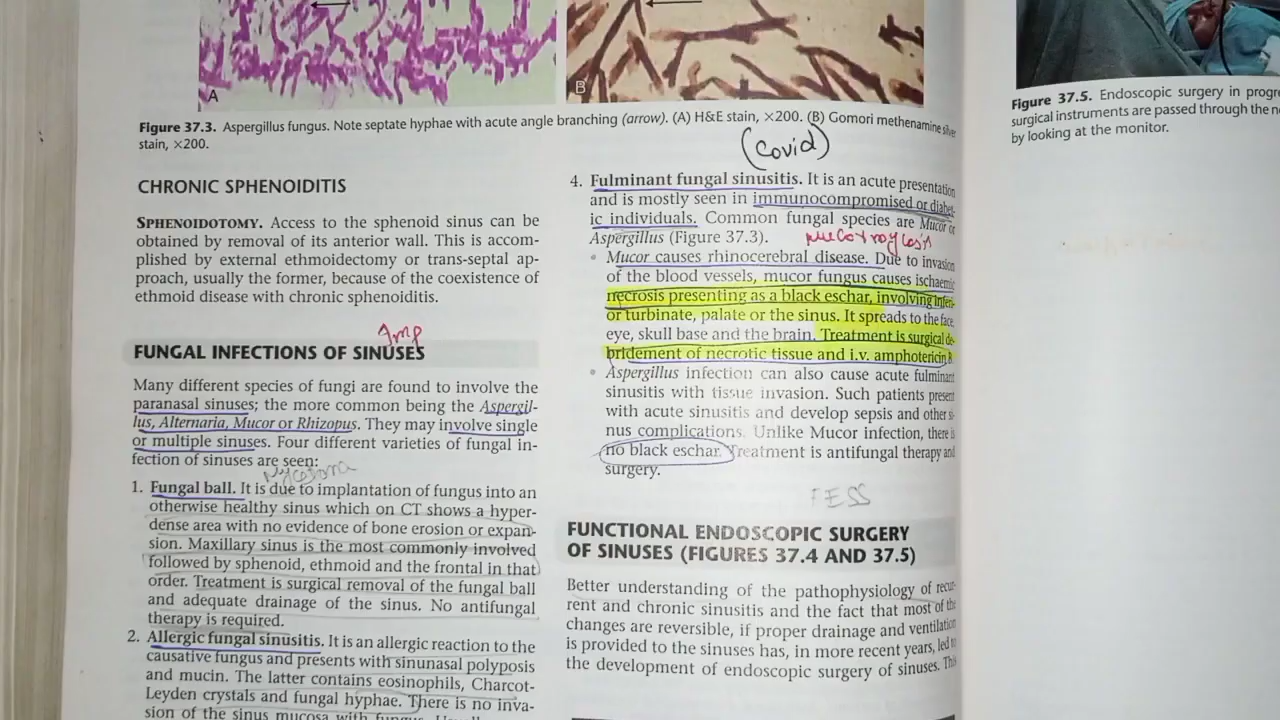 A
B
Figure 37.3. Aspergillus fungus. Note septate hyphae with acute angle branching (arrow). (A) H&E stain, ×200. (B) Gomori methenamine silver
stain, ×200.
CHRONIC SPHENOIDITIS
SPHENOIDOTOMY. Access to the sphenoid sinus can be
obtained by removal of its anterior wall. This is accom-
plished by external ethmoidectomy or trans-septal ap-
proach, usually the former, because of the coexistence of
ethmoid disease with chronic sphenoiditis.
Imp
FUNGAL INFECTIONS OF SINUSES
Many different species of fungi are found to involve the
paranasal sinuses; the more common being the Aspergil-
lus, Alternaria, Mucor or Rhizopus. They may involve single
or multiple sinuses. Four different varieties of fungal in-
fection of sinuses are seen:
1. Fungal ball. It is due to implantation of fungus into an
otherwise healthy sinus which on CT shows a hyper-
dense area with no evidence of bone erosion or expan-
sion. Maxillary sinus is the most commonly involved
followed by sphenoid, ethmoid and the frontal in that
order. Treatment is surgical removal of the fungal ball
and adequate drainage of the sinus. No antifungal
therapy is required.
2. Allergic fungal sinusitis. It is an allergic reaction to the
causative fungus and presents with sinunasal polyposis
and mucin. The latter contains eosinophils, Charcot-
Leyden crystals and fungal hyphae. There is no inva-
sion of the sinus mucosa with fungus.
(Covid)
4. Fulminant fungal sinusitis. It is an acute presentation
and is mostly seen in immunocompromised or diabet-
ic individuals. Common fungal species are Mucor or
Aspergillus (Figure 37.3).
• Mucor causes rhinocerebral disease. Due to invasion
of the blood vessels, mucor fungus causes ischaemic
necrosis presenting as a black eschar, involving inferi-
or turbinate, palate or the sinus. It spreads to the face,
eye, skull base and the brain. Treatment is surgical de-
bridement of necrotic tissue and i.v. amphotericin B.
• Aspergillus infection can also cause acute fulminant
sinusitis with tissue invasion. Such patients present
with acute sinusitis and develop sepsis and other si-
nus complications. Unlike Mucor infection, there is
no black eschar. Treatment is antifungal therapy and
surgery.
FESS
FUNCTIONAL ENDOSCOPIC SURGERY
OF SINUSES (FIGURES 37.4 AND 37.5)
Better understanding of the pathophysiology of recur-
rent and chronic sinusitis and the fact that most of the
changes are reversible, if proper drainage and ventilation
is provided to the sinuses has, in more recent years, led to
the development of endoscopic surgery of sinuses. This
Figure 37.5. Endoscopic surgery in progre
surgical instruments are passed through the n
by looking at the monitor.